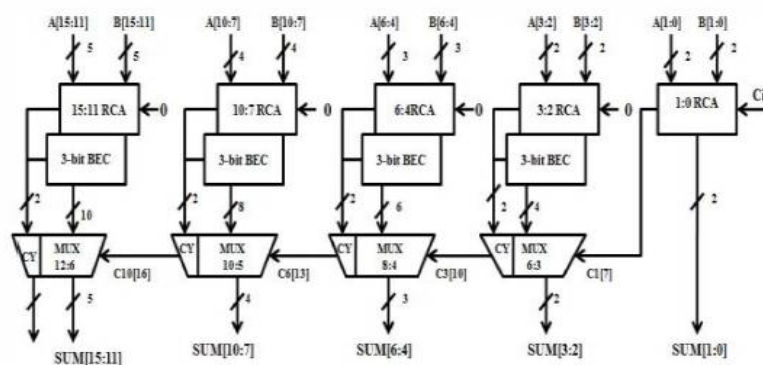 A[15:11] B[15:11] A[10:7] B[10:7] A[6:4] B[6:4] A[3:2] B[3:2] A[1:0] B[1:0]
5 5 4 4 3 3 2 2 2 2
15:11 RCA 0 10:7 RCA 0 6:4RCA 0 3:2 RCA 0 1:0 RCA Ci
3-bit BEC 3-bit BEC 3-bit BEC 3-bit BEC
2 10 2 8 2 6 2 4 2
CY MUX 12:6 C10[16] CY MUX 10:5 C6[13] CY MUX 8:4 C3[10] CY MUX 6:3 C1[7]
5 4 3 2
SUM[15:11] SUM[10:7] SUM[6:4] SUM[3:2] SUM[1:0]